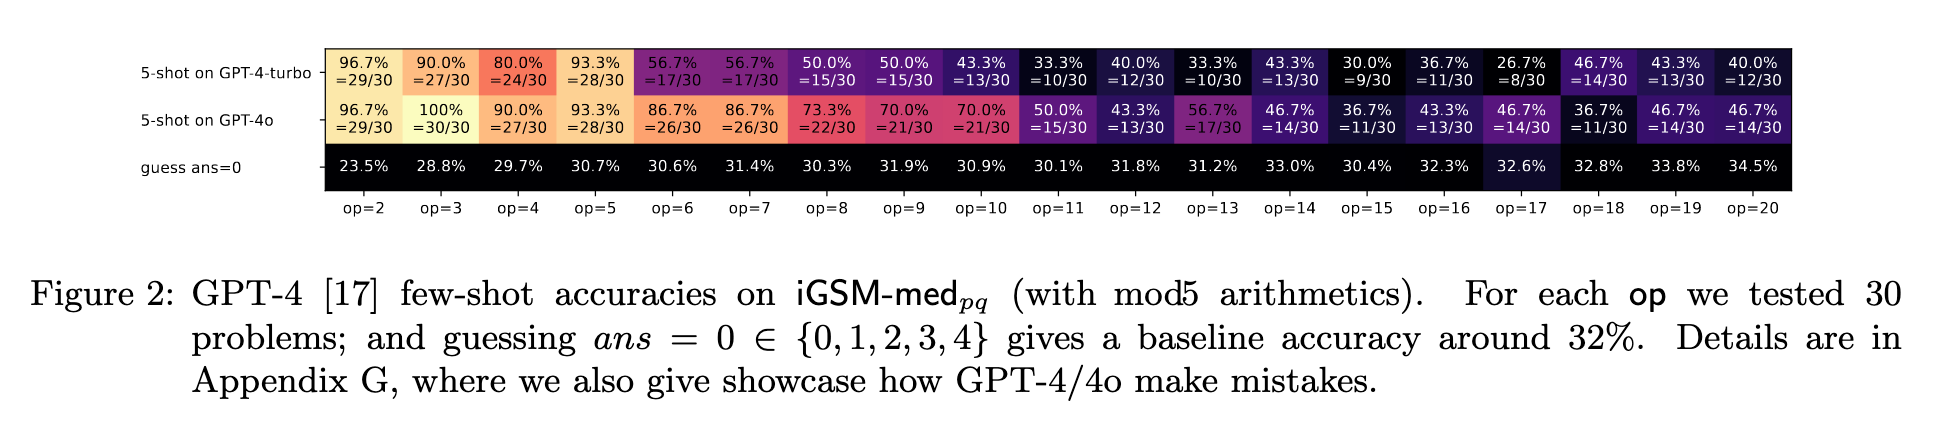 5-shot on GPT-4-turbo 96.7% 90.0% 80.0% 93.3% 56.7% 56.7% 50.0% 50.0% 43.3% 33.3% 40.0% 33.3% 43.3% 30.0% 36.7% 26.7% 46.7% 43.3% 40.0%
=29/30 =27/30 =24/30 =28/30 =17/30 =17/30 =15/30 =15/30 =13/30 =10/30 =12/30 =10/30 =13/30 =9/30 =11/30 =8/30 =14/30 =13/30 =12/30
5-shot on GPT-4o 96.7% 100% 90.0% 93.3% 86.7% 86.7% 73.3% 70.0% 70.0% 50.0% 43.3% 56.7% 46.7% 36.7% 43.3% 46.7% 36.7% 46.7% 46.7%
=29/30 =30/30 =27/30 =28/30 =26/30 =26/30 =22/30 =21/30 =21/30 =15/30 =13/30 =17/30 =14/30 =11/30 =13/30 =14/30 =11/30 =14/30 =14/30
guess ans=0 23.5% 28.8% 29.7% 30.7% 30.6% 31.4% 30.3% 31.9% 30.9% 30.1% 31.8% 31.2% 33.0% 30.4% 32.3% 32.6% 32.8% 33.8% 34.5%
op=2 op=3 op=4 op=5 op=6 op=7 op=8 op=9 op=10 op=11 op=12 op=13 op=14 op=15 op=16 op=17 op=18 op=19 op=20
Figure 2: GPT-4 [17] few-shot accuracies on iGSM-med_pq (with mod5 arithmetics). For each op we tested 30
problems; and guessing ans = 0 ∈ {0, 1, 2, 3, 4} gives a baseline accuracy around 32%. Details are in
Appendix G, where we also give showcase how GPT-4/4o make mistakes.